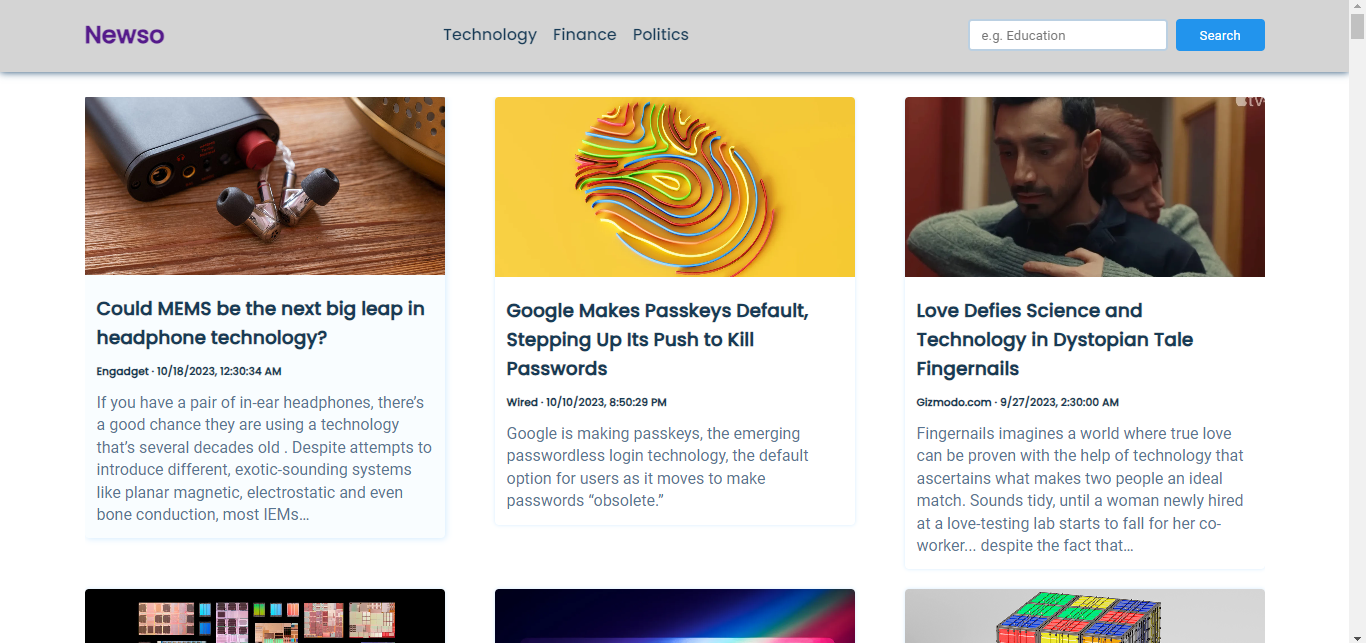 Newso
Technology Finance Politics
e.g. Education
Search
Could MEMS be the next big leap in
headphone technology?
Engadget · 10/18/2023, 12:30:34 AM
If you have a pair of in-ear headphones, there’s
a good chance they are using a technology
that’s several decades old . Despite attempts to
introduce different, exotic-sounding systems
like planar magnetic, electrostatic and even
bone conduction, most IEMs…
Google Makes Passkeys Default,
Stepping Up Its Push to Kill
Passwords
Wired · 10/10/2023, 8:50:29 PM
Google is making passkeys, the emerging
passwordless login technology, the default
option for users as it moves to make
passwords “obsolete.”
tv+
Love Defies Science and
Technology in Dystopian Tale
Fingernails
Gizmodo.com · 9/27/2023, 2:30:00 AM
Fingernails imagines a world where true love
can be proven with the help of technology that
ascertains what makes two people an ideal
match. Sounds tidy, until a woman newly hired
at a love-testing lab starts to fall for her co-
worker... despite the fact that…